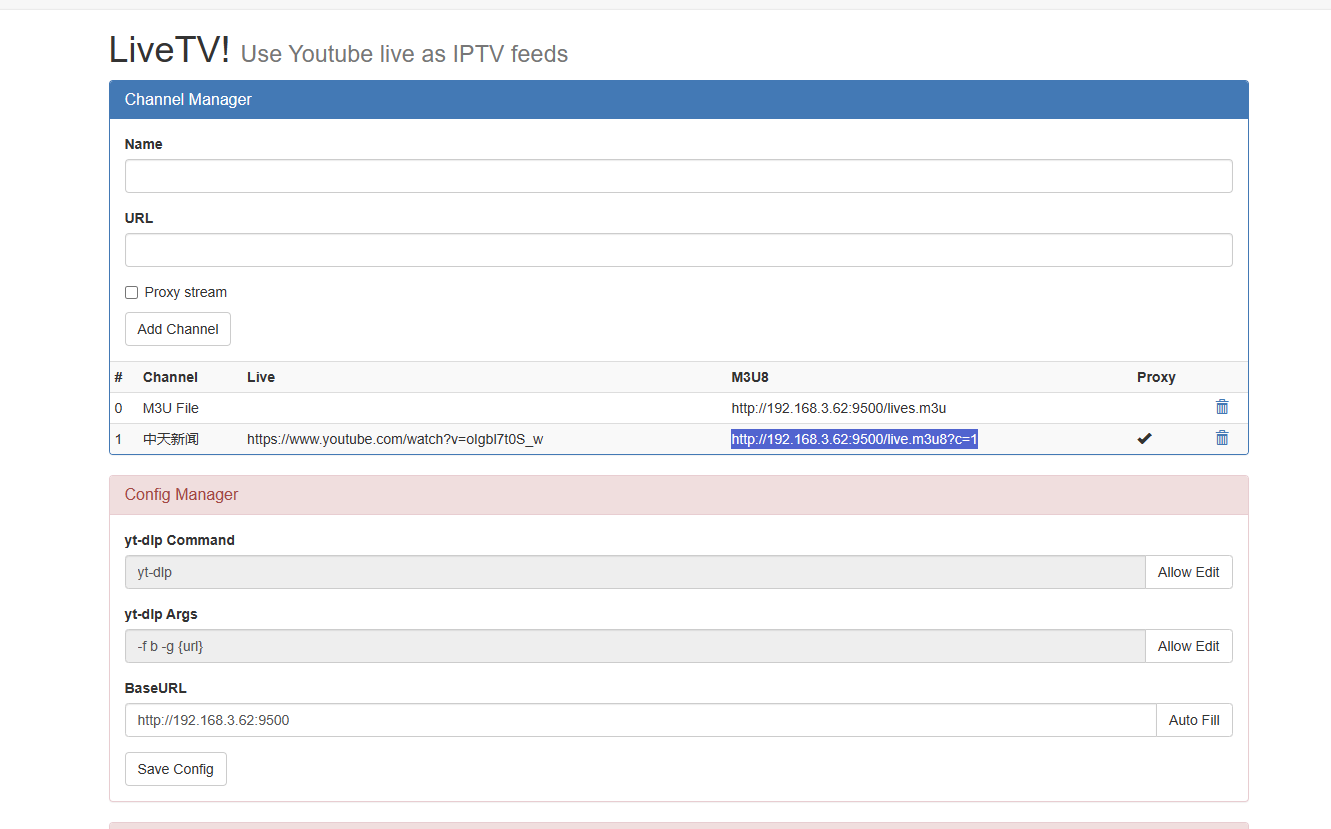 LiveTV! Use Youtube live as IPTV feeds
Channel Manager
Name
URL
Proxy stream
Add Channel
# Channel Live M3U8 Proxy
0 M3U File http://192.168.3.62:9500/lives.m3u
1 中天新闻 https://www.youtube.com/watch?v=oIgbl7t0S_w http://192.168.3.62:9500/live.m3u8?c=1
Config Manager
yt-dlp Command
yt-dlp Allow Edit
yt-dlp Args
-f b -g {url} Allow Edit
BaseURL
http://192.168.3.62:9500 Auto Fill
Save Config